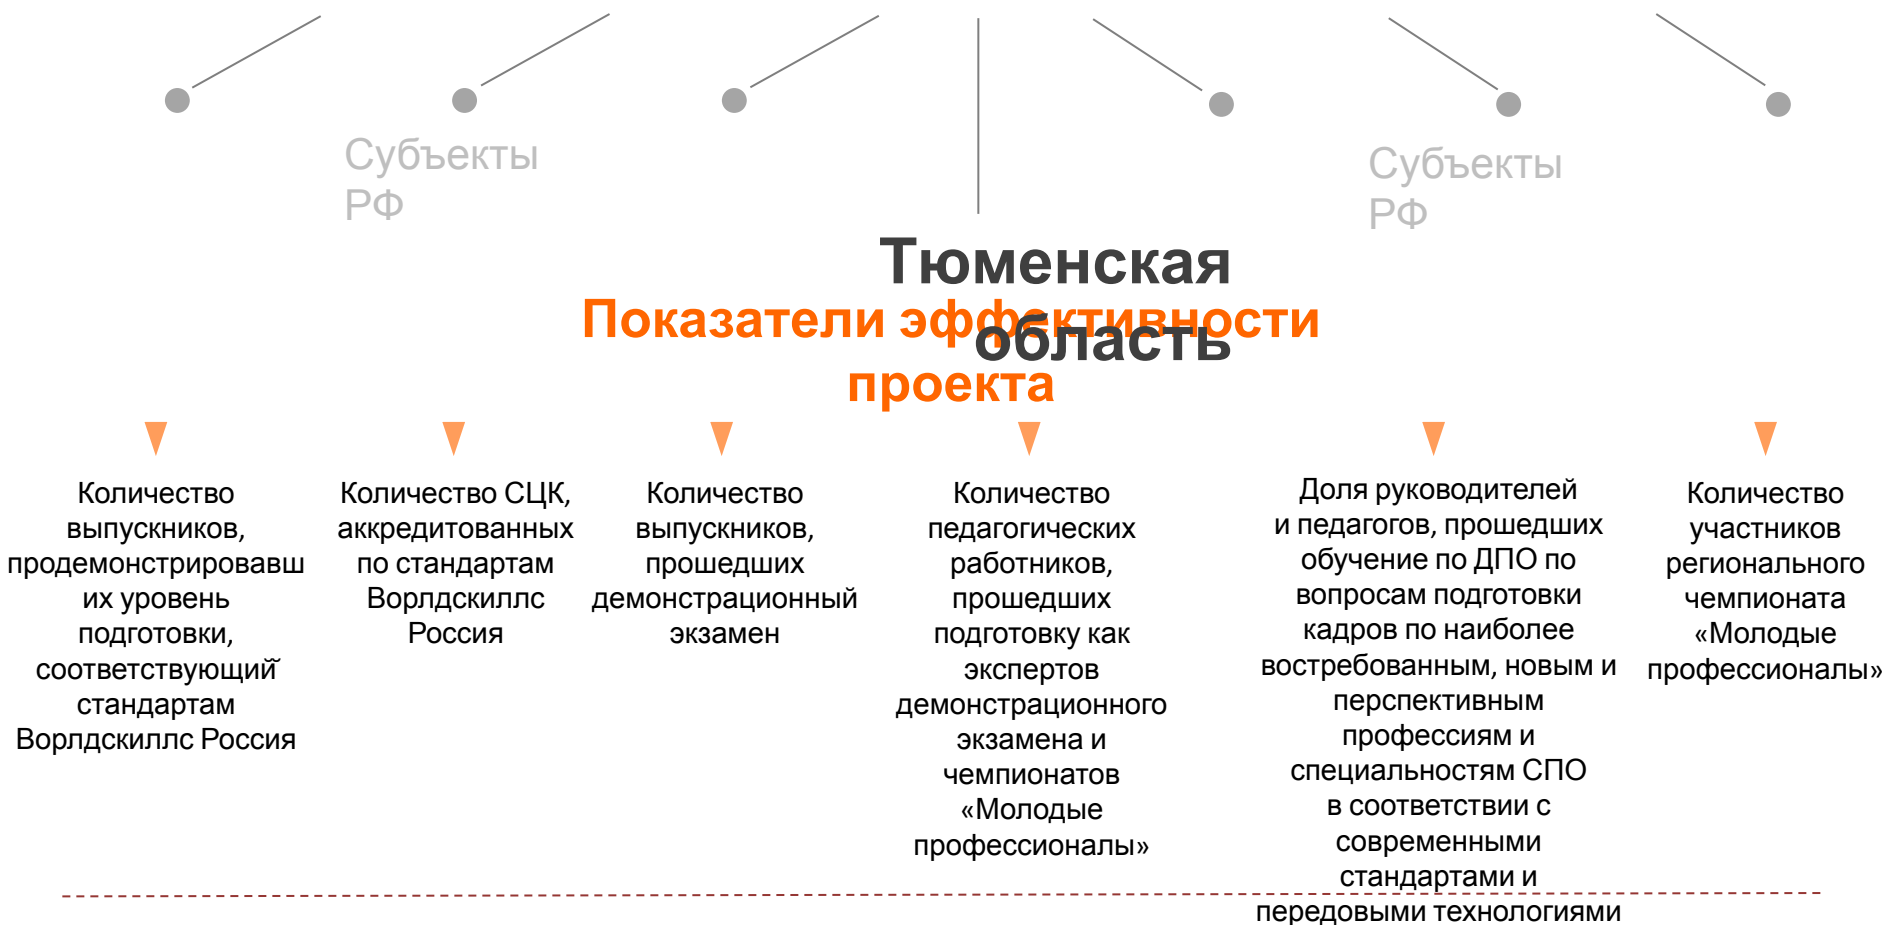 Субъекты
РФ
Субъекты
РФ
Тюменская
область
Показатели эффективности
проекта
Количество
выпускников,
продемонстрировавш
их уровень
подготовки,
соответствующий
стандартам
Ворлдскиллс Россия
Количество СЦК,
аккредитованных
по стандартам
Ворлдскиллс
Россия
Количество
выпускников,
прошедших
демонстрационный
экзамен
Количество
педагогических
работников,
прошедших
подготовку как
экспертов
демонстрационного
экзамена и
чемпионатов
«Молодые
профессионалы»
Доля руководителей
и педагогов, прошедших
обучение по ДПО по
вопросам подготовки
кадров по наиболее
востребованным, новым и
перспективным
профессиям и
специальностям СПО
в соответствии с
современными
стандартами и
передовыми технологиями
Количество
участников
регионального
чемпионата
«Молодые
профессионалы»